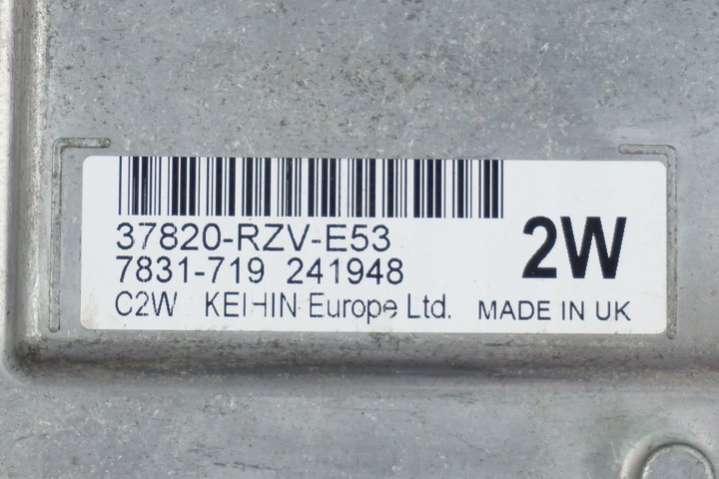 37820-RZV-E53
7831-719 241948
2W
C2W KEIHIN Europe Ltd. MADE IN UK